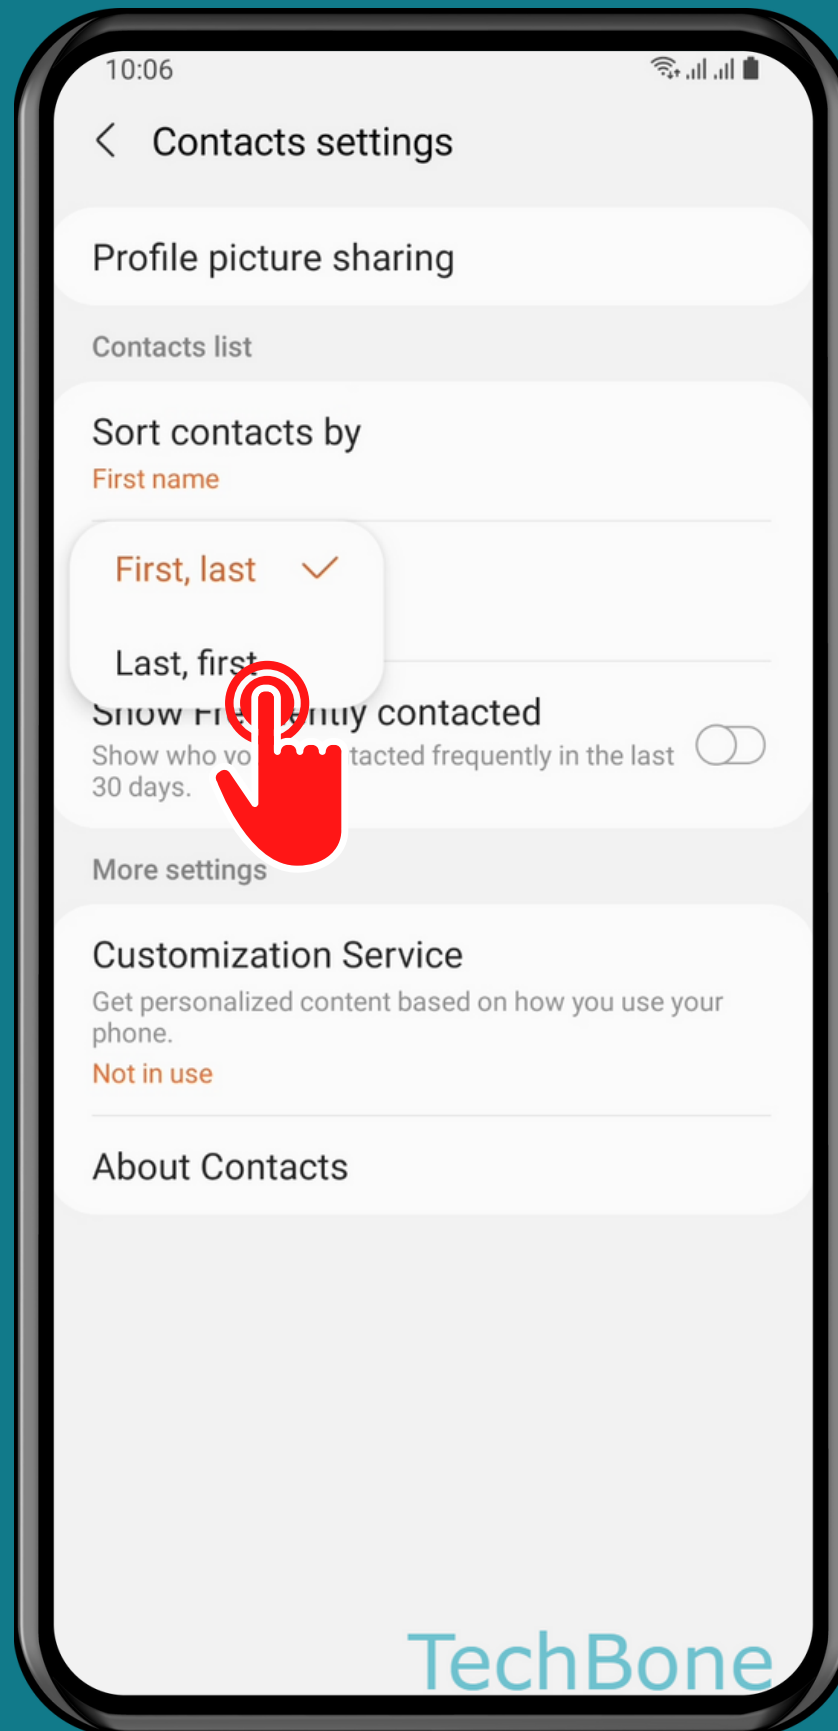 10:06
Contacts settings
Profile picture sharing
Contacts list
Sort contacts by
First name
First, last
Last, first
contacted
Show who frequently in the last
30 days.
More settings
Customization Service
Get personalized content based on how you use your
phone.
Not in use
About Contacts
TechBone